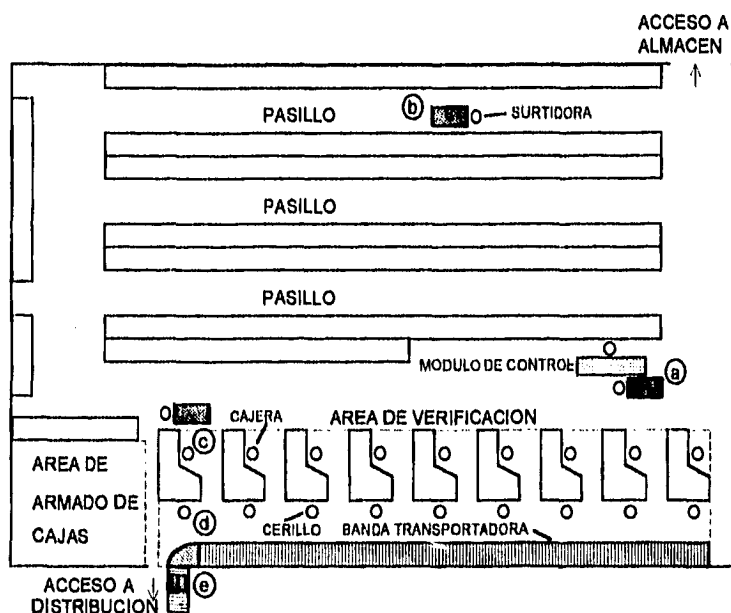 ACCESO A
ALMACEN
PASILLO
b
SURTIDORA
PASILLO
PASILLO
MODULO DE CONTROL
a
CAJERA
AREA DE VERIFICACION
c
AREA DE
ARMADO DE
CAJAS
d
CERILLO
BANDA TRANSPORTADORA
ACCESO A
DISTRIBUCION
e